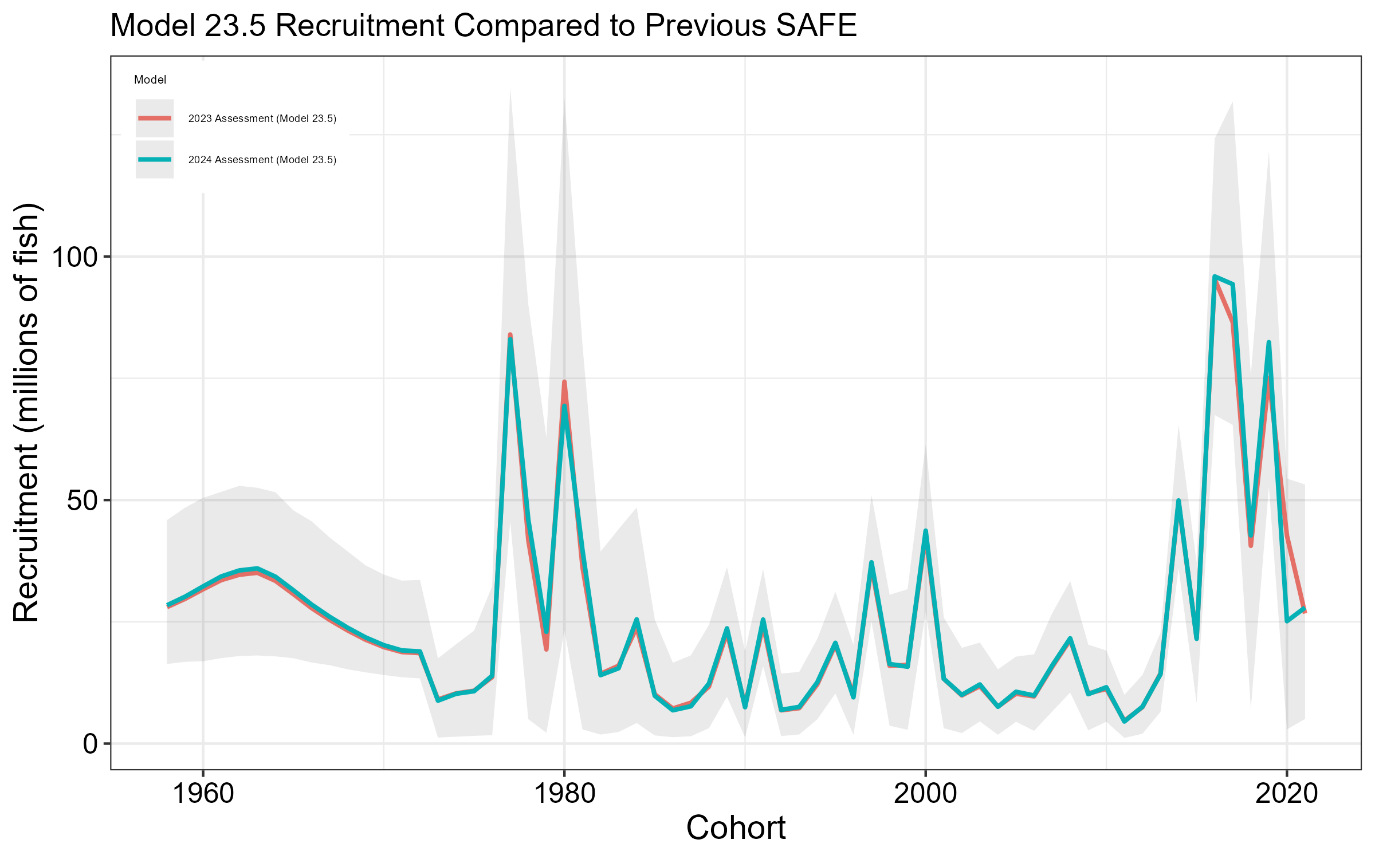 Model 23.5 Recruitment Compared to Previous SAFE
Model
2023 Assessment (Model 23.5)
2024 Assessment (Model 23.5)
Recruitment (millions of fish)
100
50
0
1960
1980
2000
2020
Cohort